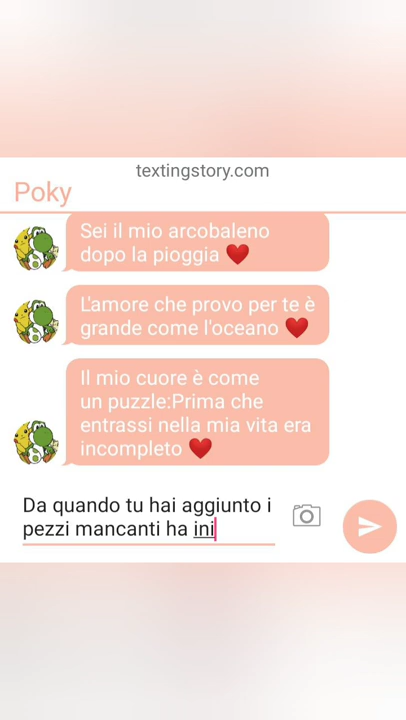 textingstory.com
Poky
Sei il mio arcobaleno
dopo la pioggia ❤️
L'amore che provo per te è
grande come l'oceano ❤️
Il mio cuore è come
un puzzle:Prima che
entrassi nella mia vita era
incompleto ❤️
Da quando tu hai aggiunto i
pezzi mancanti ha ini